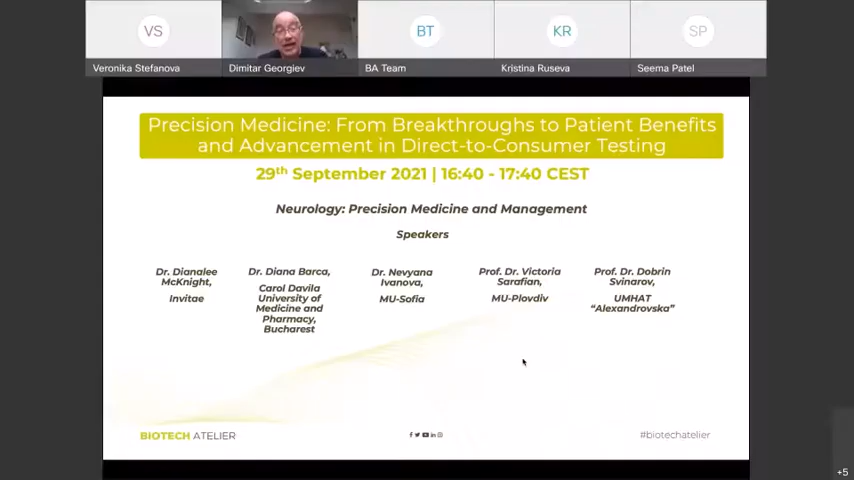 VS
BT
KR
SP
Veronika Stefanova
Dimitar Georgiev
BA Team
Kristina Ruseva
Seema Patel
Precision Medicine: From Breakthroughs to Patient Benefits
and Advancement in Direct-to-Consumer Testing
29th September 2021 | 16:40 - 17:40 CEST
Neurology: Precision Medicine and Management
Speakers
Dr. Dianalee
McKnight,
Invitae
Dr. Diana Barca,
Carol Davila
University of
Medicine and
Pharmacy,
Bucharest
Dr. Nevyana
Ivanova,
MU-Sofia
Prof. Dr. Victoria
Sarafian,
MU-Plovdiv
Prof. Dr. Dobrin
Svinarov,
UMHAT
“Alexandrovska”
BIOTECH ATELIER
#biotechatelier
+5